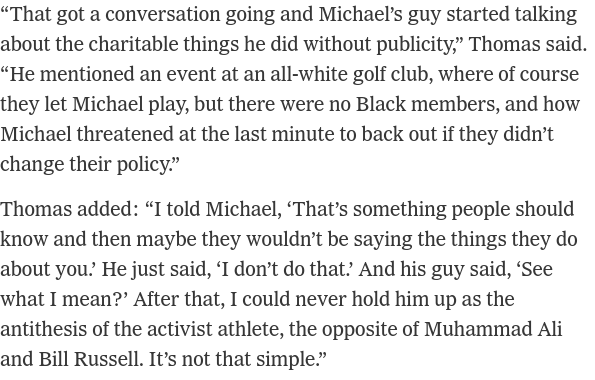 “That got a conversation going and Michael’s guy started talking
about the charitable things he did without publicity,” Thomas said.
“He mentioned an event at an all-white golf club, where of course
they let Michael play, but there were no Black members, and how
Michael threatened at the last minute to back out if they didn’t
change their policy.”
Thomas added: “I told Michael, ‘That’s something people should
know and then maybe they wouldn’t be saying the things they do
about you.’ He just said, ‘I don’t do that.’ And his guy said, ‘See
what I mean?’ After that, I could never hold him up as the
antithesis of the activist athlete, the opposite of Muhammad Ali
and Bill Russell. It’s not that simple.”